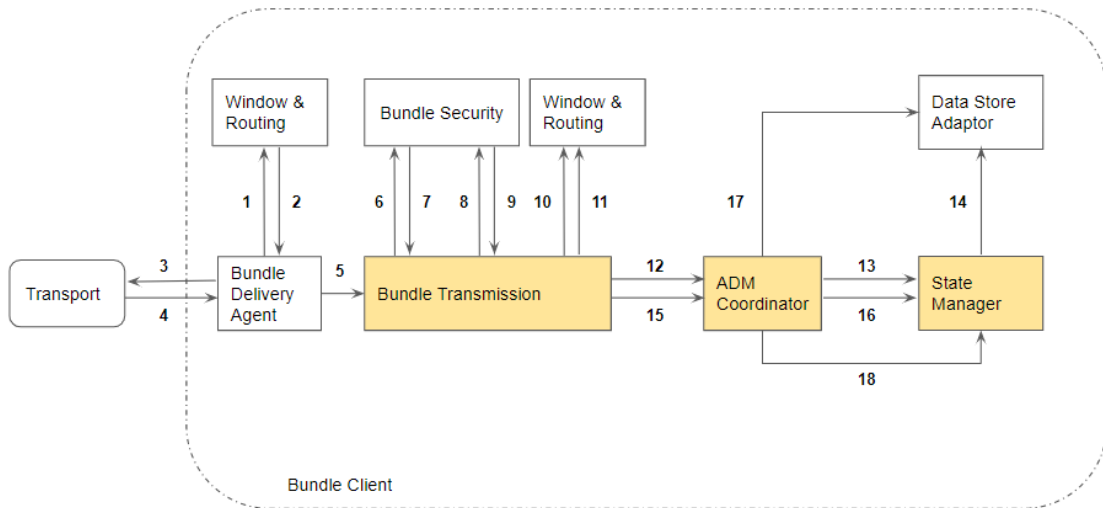 Window &
Routing
Bundle Security
Window &
Routing
Data Store
Adaptor
1
2
6
7
8
9
10
11
17
14
3
5
12
13
Transport
Bundle
Delivery
Agent
Bundle Transmission
ADM
Coordinator
State
Manager
4
15
16
18
Bundle Client